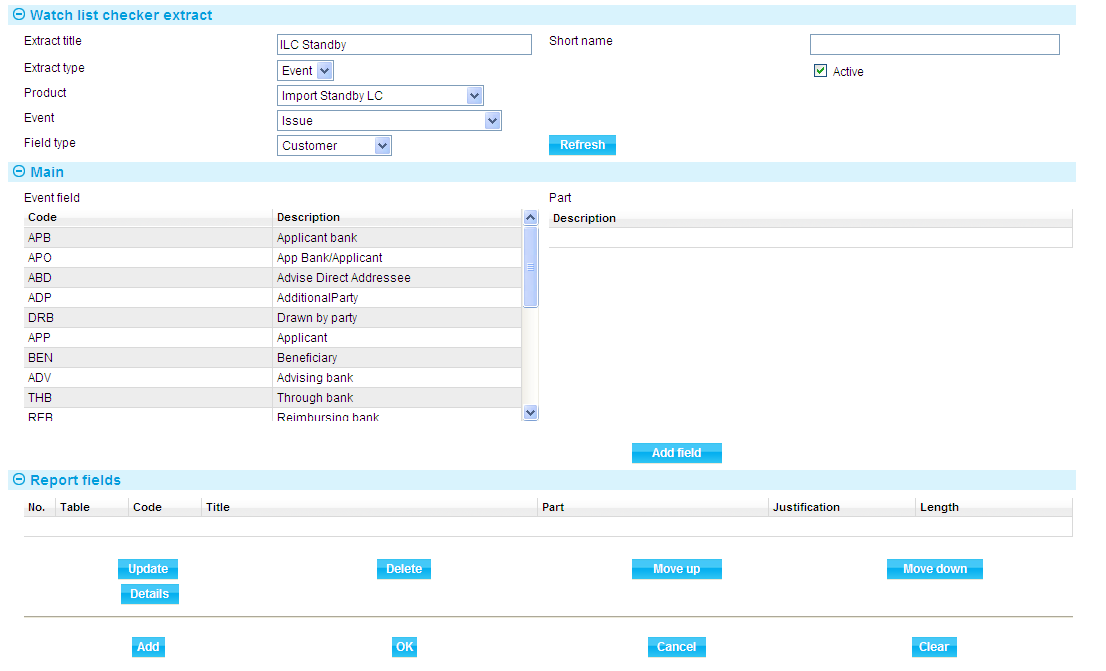 Watch list checker extract
Extract title ILC Standby Short name
Extract type Event Active
Product Import Standby LC
Event Issue
Field type Customer Refresh
Main
Event field Part
Code Description Description
APB Applicant bank
APO App Bank/Applicant
ABD Advise Direct Addressee
ADP AdditionalParty
DRB Drawn by party
APP Applicant
BEN Beneficiary
ADV Advising bank
THB Through bank
REB Reimbursing bank
Add field
Report fields
No. Table Code Title Part Justification Length
Update Delete Move up Move down
Details
Add OK Cancel Clear